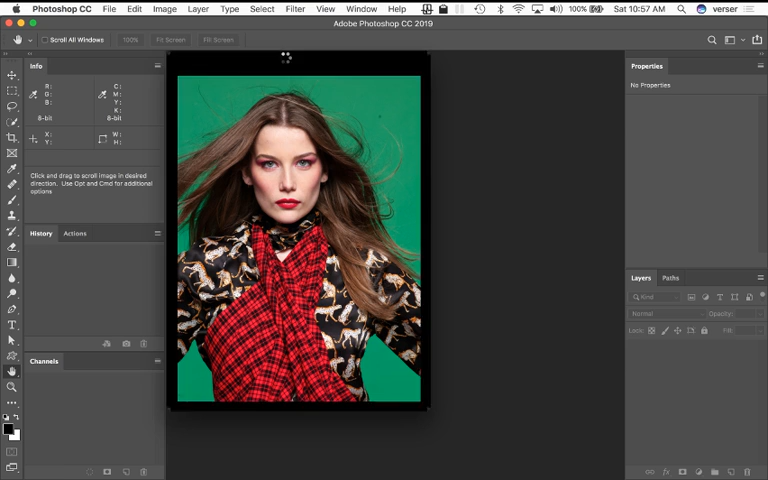 Photoshop CC File Edit Image Layer Type Select Filter View Window Help 100% Sat 10:57 AM verser
Adobe Photoshop CC 2019
Scroll All Windows 100% Fit Screen Fill Screen
Info
R: G: B: C: M: Y: K:
8-bit 8-bit
X: Y: W: H:
Click and drag to scroll image in desired
direction. Use Opt and Cmd for additional
options
History Actions
Channels
Properties
No Properties
Layers Paths
Kind
Normal Opacity:
Lock: Fill: